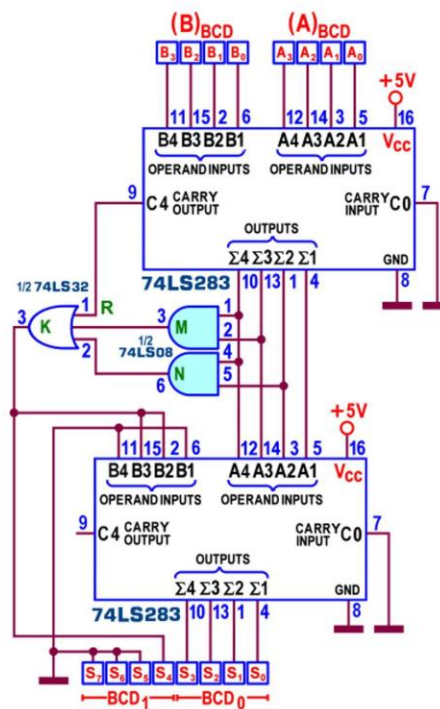 (B)BCD (A)BCD
B3 B2 B1 B0 A3 A2 A1 A0
+5V
11 15 2 6 12 14 3 5 16
B4 B3 B2 B1 A4 A3 A2 A1 VCC
OPERAND INPUTS OPERAND INPUTS
9 C4 CARRY OUTPUT CARRY INPUT C0 7
OUTPUTS
Σ4 Σ3 Σ2 Σ1 GND
74LS283 10 13 1 4 8
1/2 74LS32
3 K 1 R 2
3 M 1 2
1/2 74LS08
6 N 4 5
+5V
11 15 2 6 12 14 3 5 16
B4 B3 B2 B1 A4 A3 A2 A1 VCC
OPERAND INPUTS OPERAND INPUTS
9 C4 CARRY OUTPUT CARRY INPUT C0 7
OUTPUTS
Σ4 Σ3 Σ2 Σ1 GND
74LS283 10 13 1 4 8
S7 S6 S5 S4 S3 S2 S1 S0
BCD1 BCD0